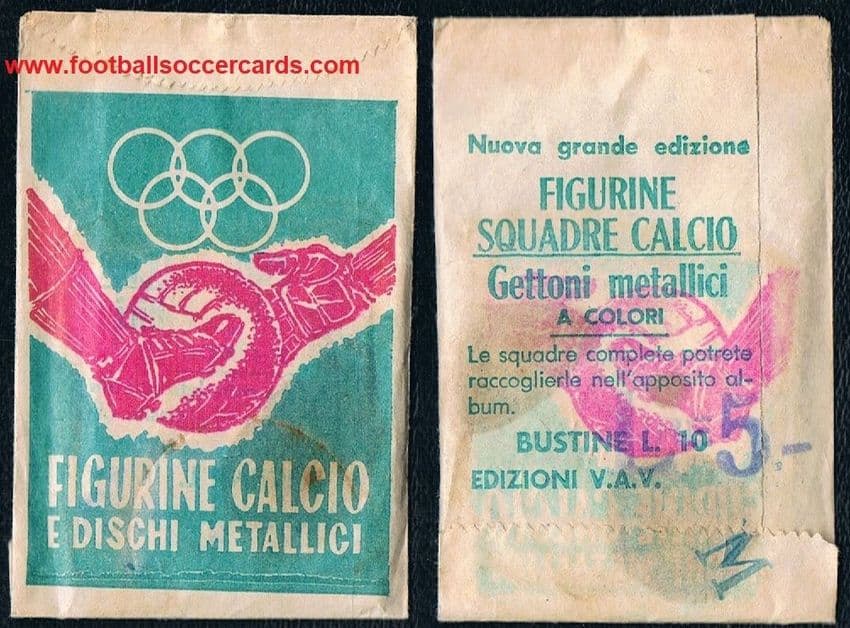 www.footballsoccercards.com
FIGURINE CALCIO
E DISCHI METALLICI
Nuova grande edizione
FIGURINE
SQUADRE CALCIO
Gettoni metallici
A COLORI
Le squadre complete potrete
raccoglierle nell'apposito al-
bum.
BUSTINE L. 10
L. 5,-
EDIZIONI V.A.V.
M